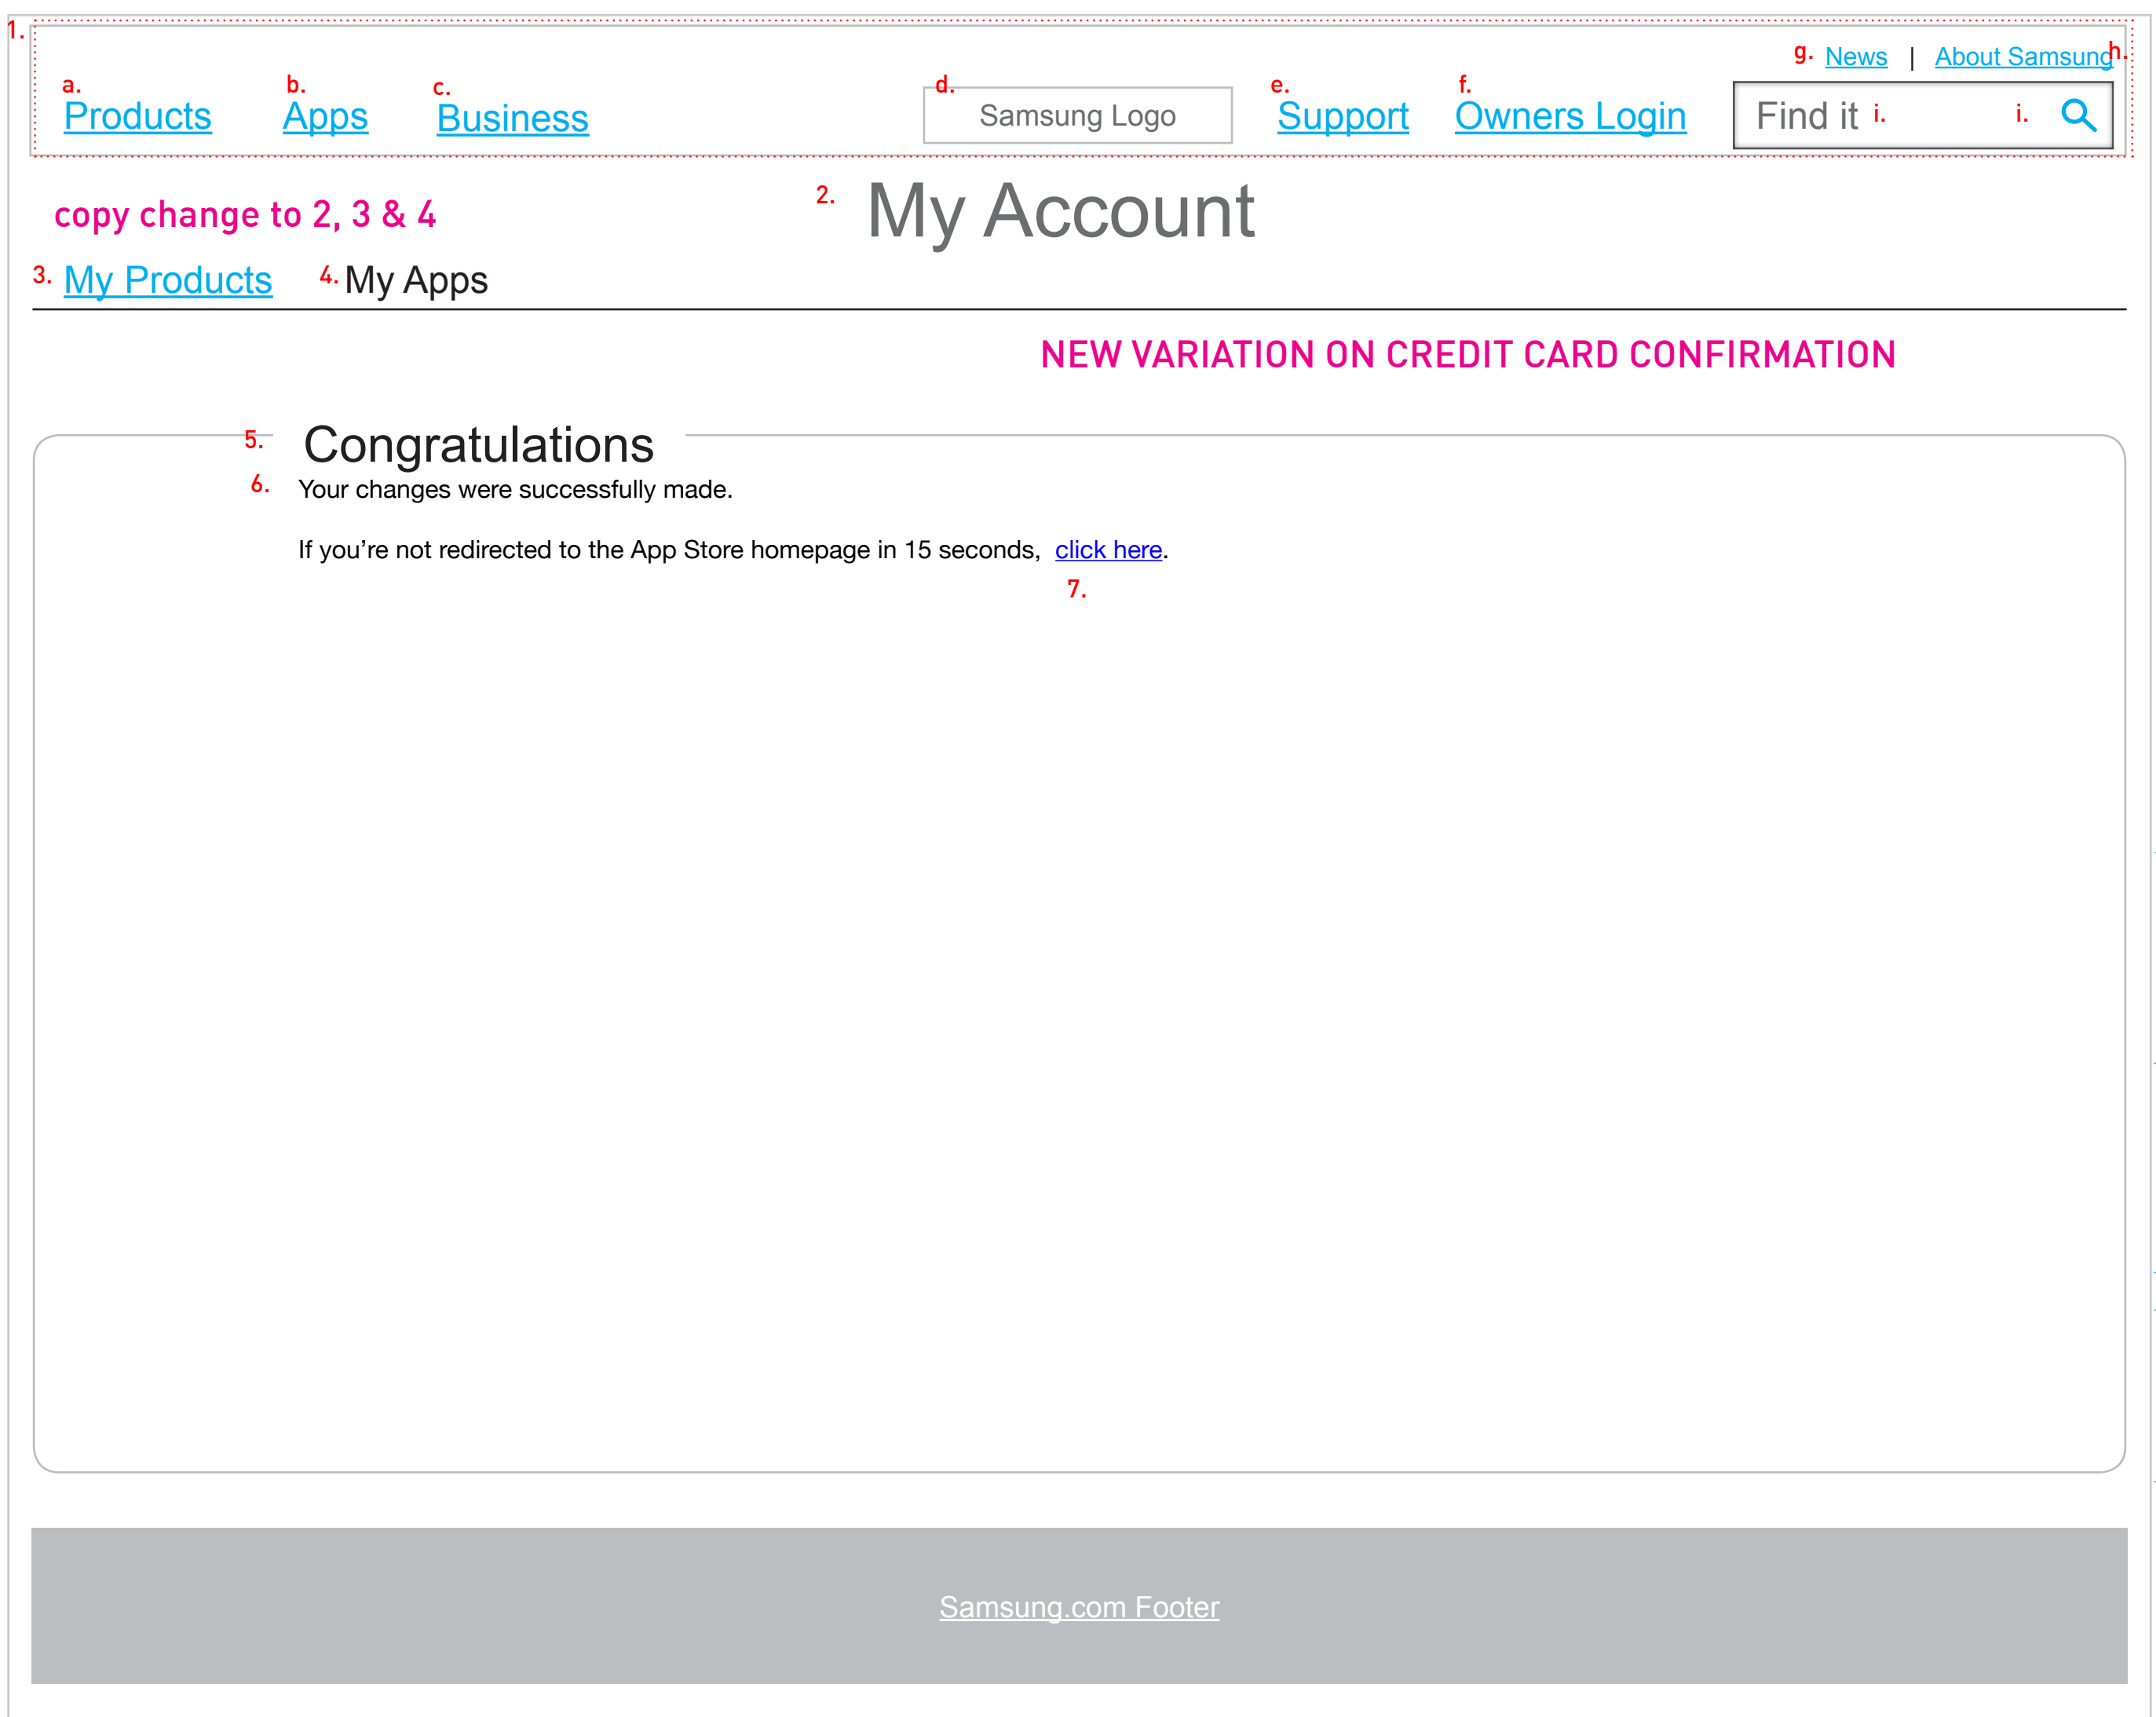 1.
g. News | About Samsung h.
a. b. c. d. e. f.
Products Apps Business Samsung Logo Support Owners Login Find it i. i.
copy change to 2, 3 & 4
2. My Account
3. My Products 4. My Apps
NEW VARIATION ON CREDIT CARD CONFIRMATION
5. Congratulations
6. Your changes were successfully made.
If you’re not redirected to the App Store homepage in 15 seconds, click here.
7.
Samsung.com Footer